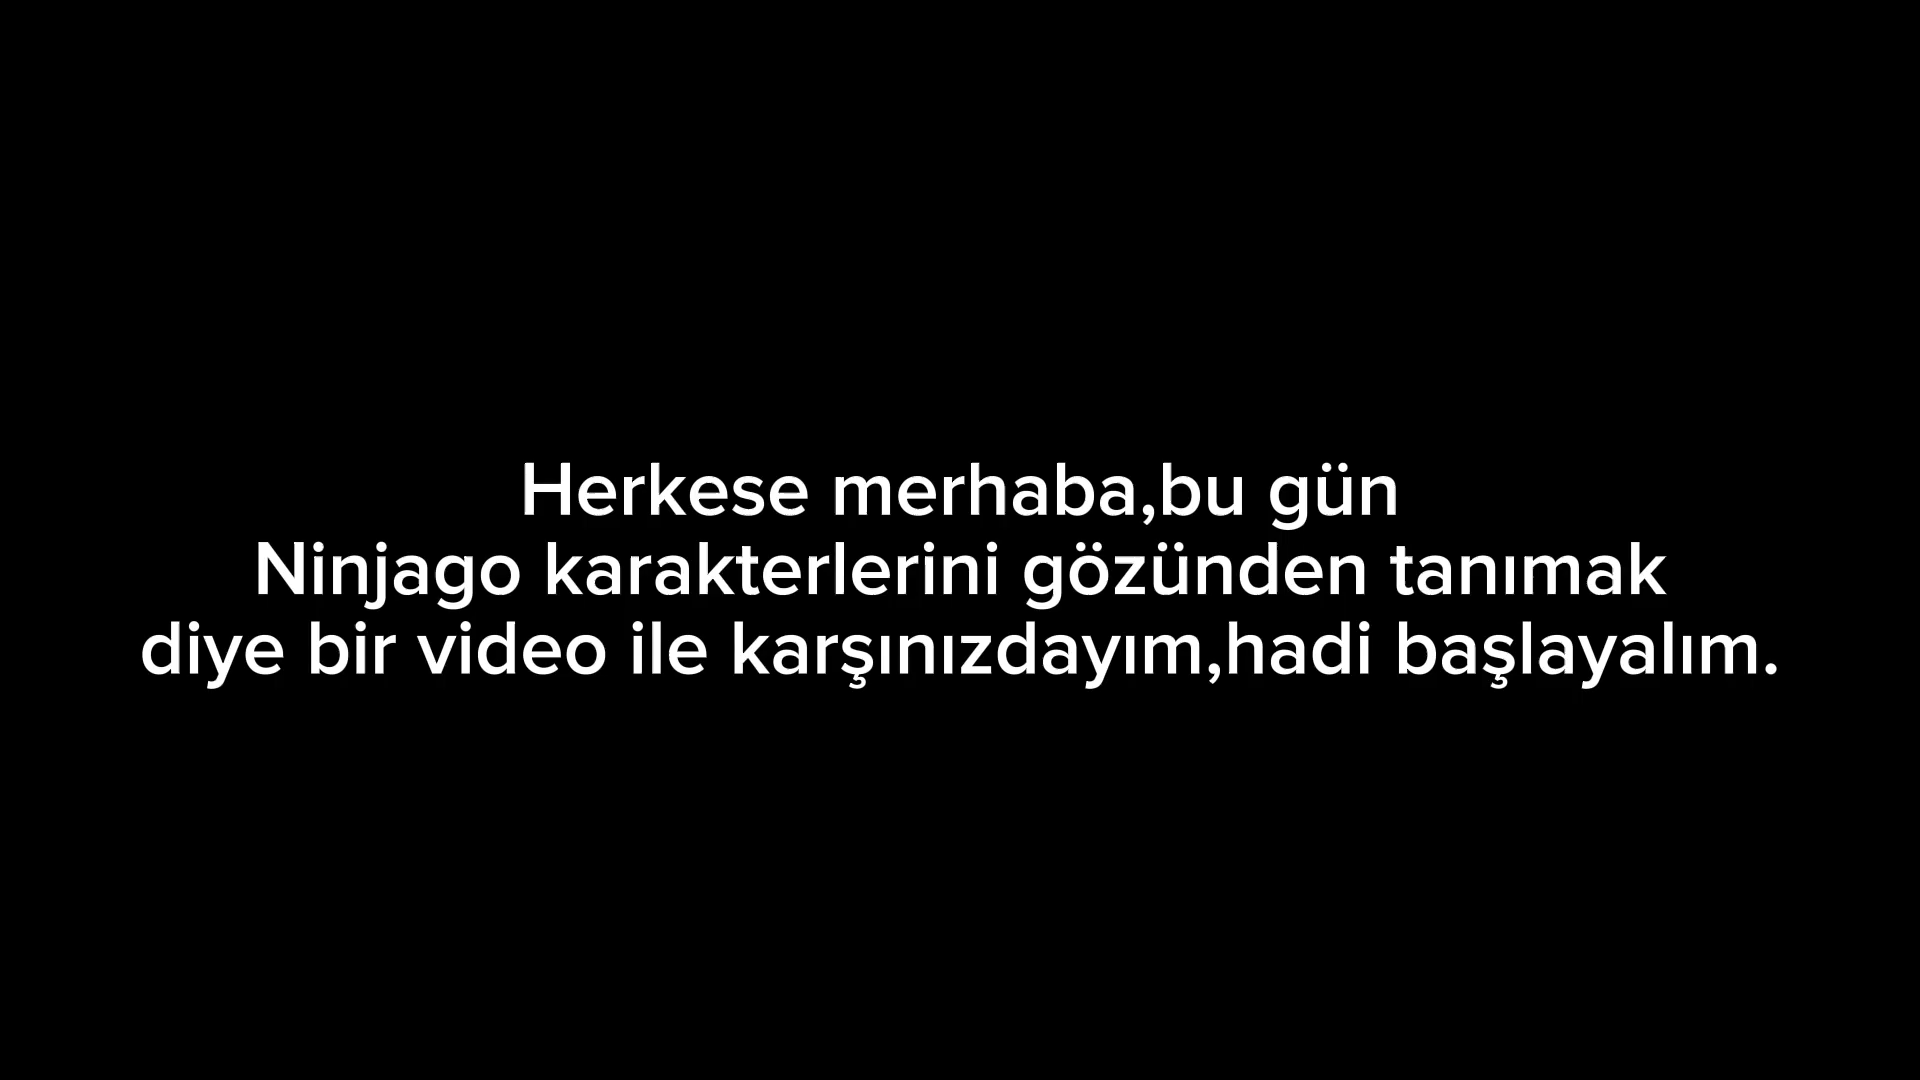 Herkese merhaba,bu gün
Ninjago karakterlerini gözünden tanımak
diye bir video ile karşınızdayım,hadi başlayalım.